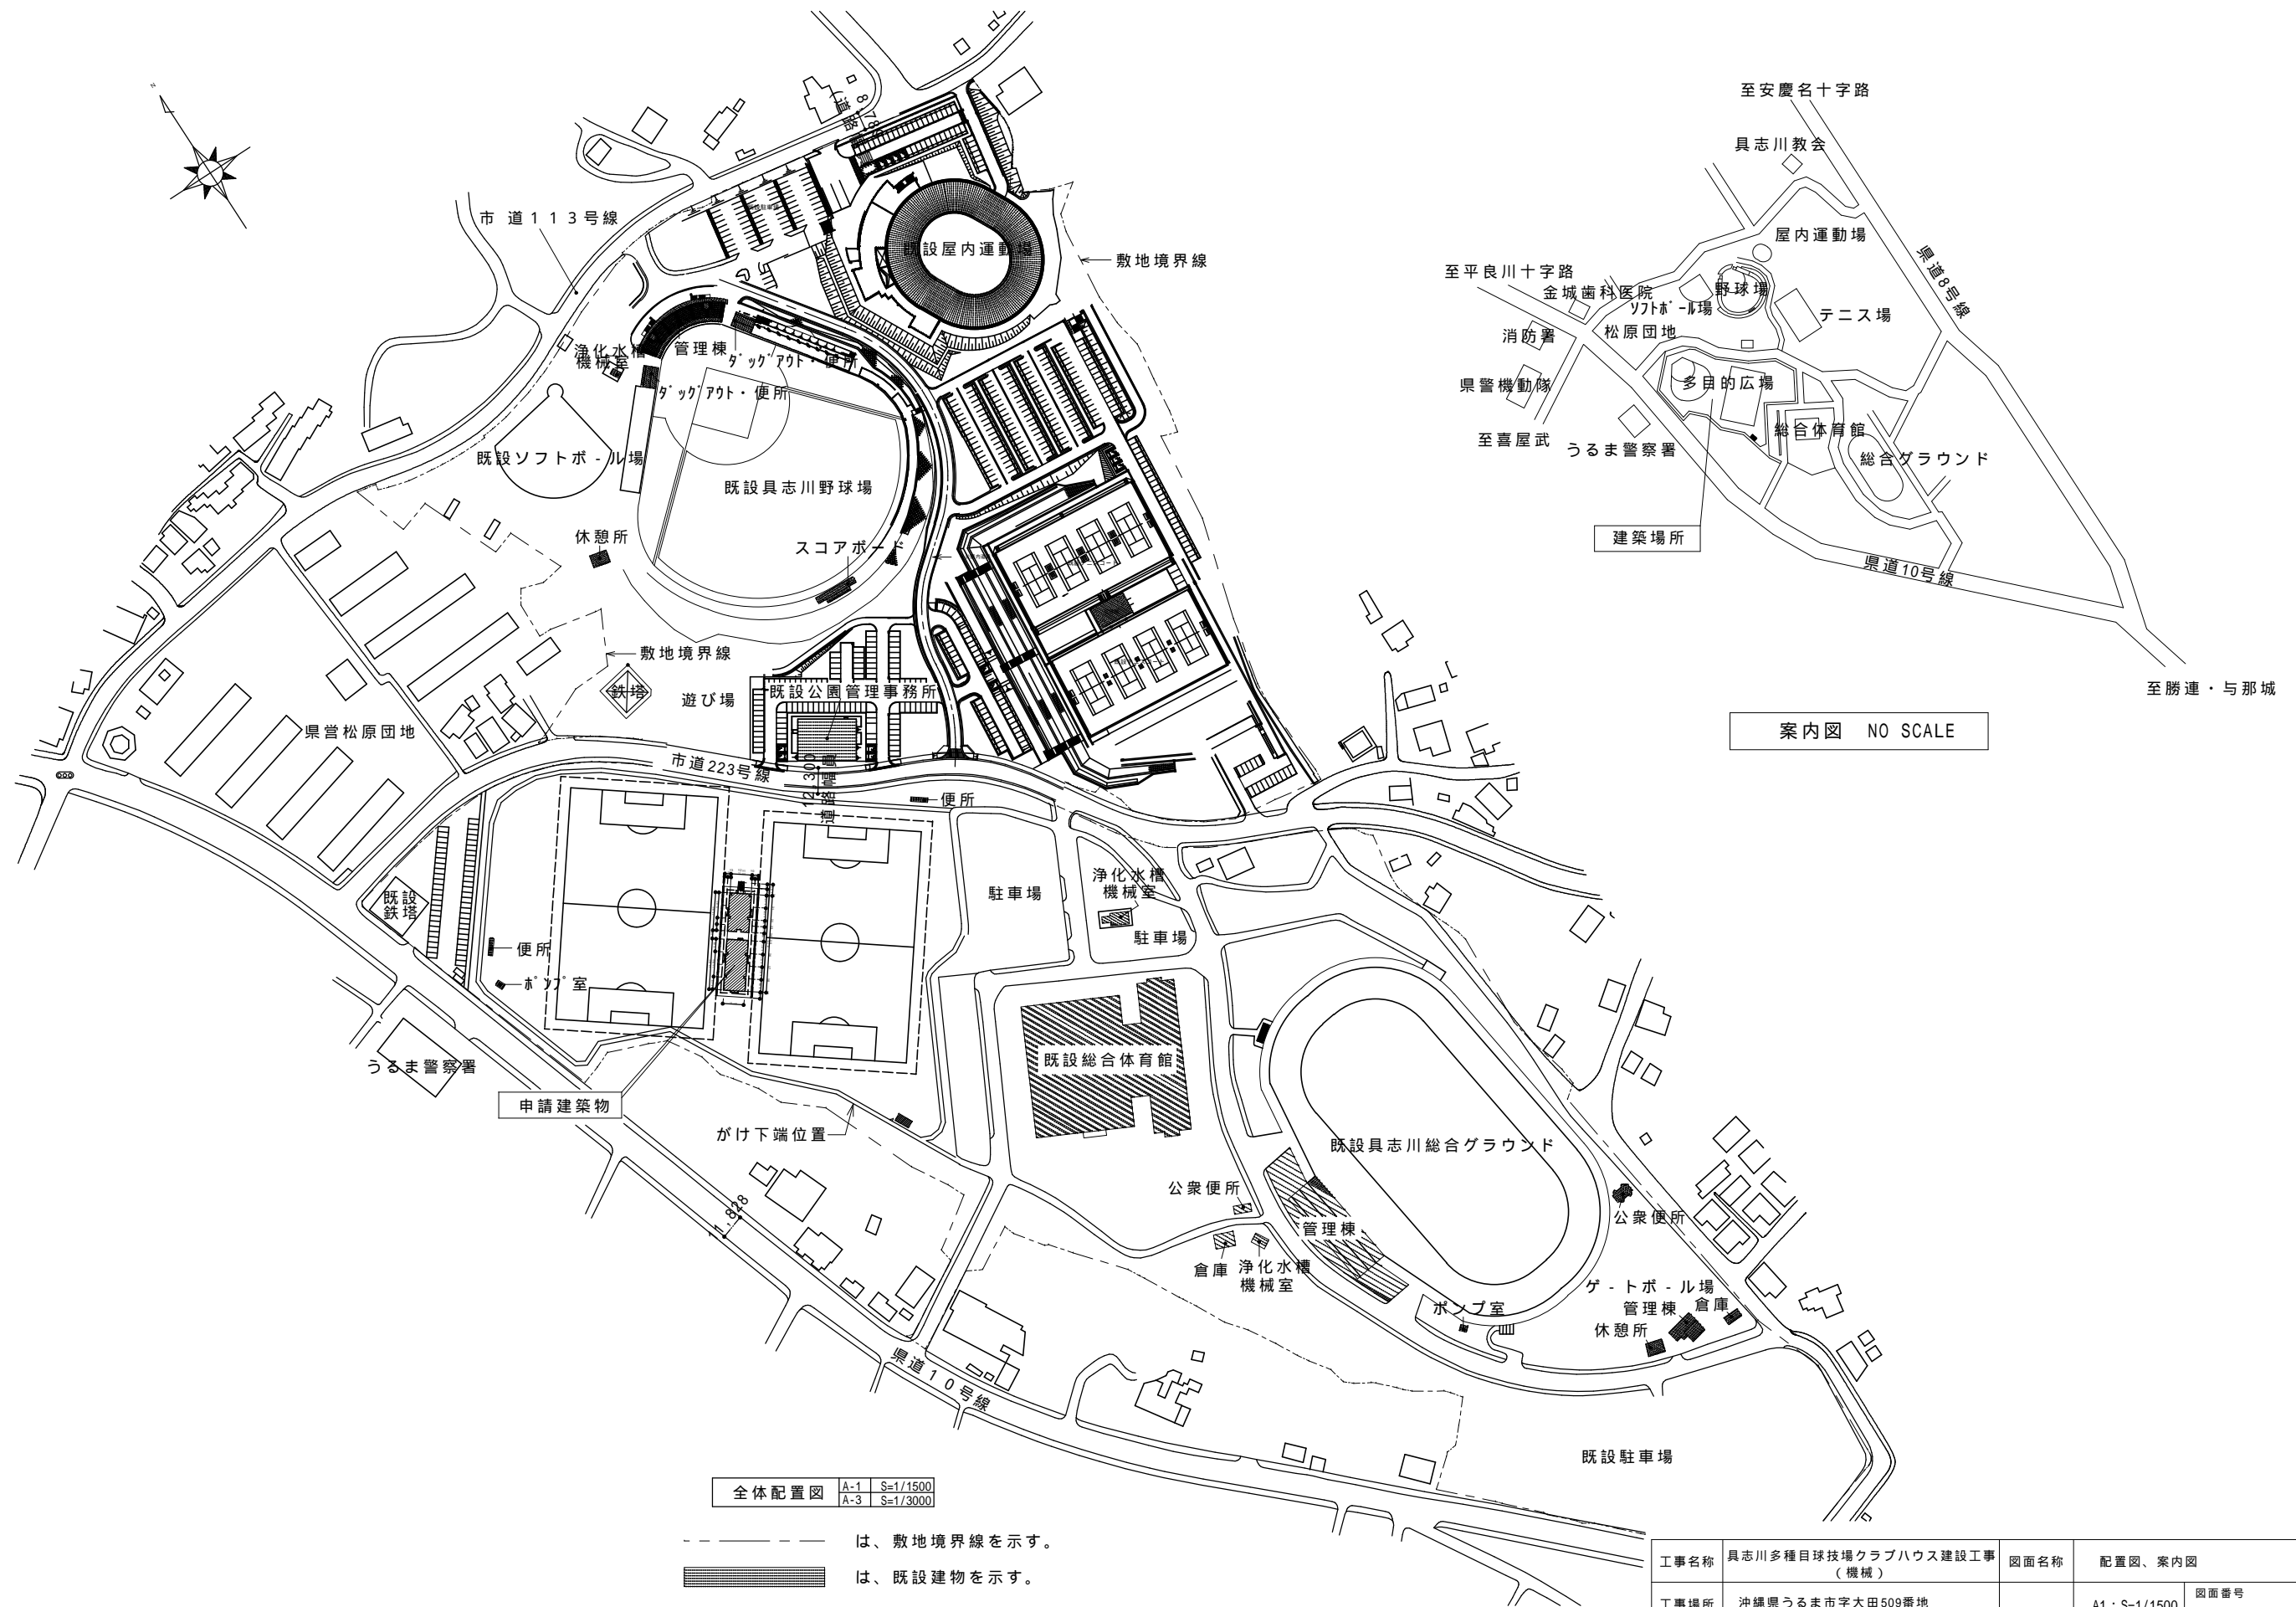 N
市道１１３号線
既設屋内運動場
敷地境界線
浄化水槽
機械室
管理棟
ﾀﾞｯｸﾞｱｳﾄ・便所
ﾀﾞｯｸﾞｱｳﾄ・便所
既設ソフトボ-ル場
既設具志川野球場
休憩所
スコアボード
敷地境界線
鉄塔
遊び場
既設公園管理事務所
県営松原団地
市道223号線
12,300
道路幅員
便所
既設
鉄塔
便所
ﾎﾟﾝﾌﾟ室
駐車場
浄化水槽
機械室
駐車場
うるま警察署
申請建築物
がけ下端位置
既設総合体育館
既設具志川総合グラウンド
公衆便所
管理棟
倉庫
浄化水槽
機械室
公衆便所
ゲ-トボ-ル場
管理棟
倉庫
休憩所
ポンプ室
県道１０号線
既設駐車場
至安慶名十字路
具志川教会
屋内運動場
県道8号線
至平良川十字路
金城歯科医院
ｿﾌﾄﾎﾞｰﾙ場
野球場
テニス場
消防署
松原団地
県警機動隊
多目的広場
至喜屋武
うるま警察署
総合体育館
総合グラウンド
建築場所
県道10号線
至勝連・与那城
案内図 NO SCALE
全体配置図
A-1 S=1/1500
A-3 S=1/3000
は、敷地境界線を示す。
は、既設建物を示す。
工事名称
具志川多種目球技場クラブハウス建設工事
（機械）
図面名称
配置図、案内図
工事場所
沖縄県うるま市字大田509番地
A1：S=1/1500
図面番号